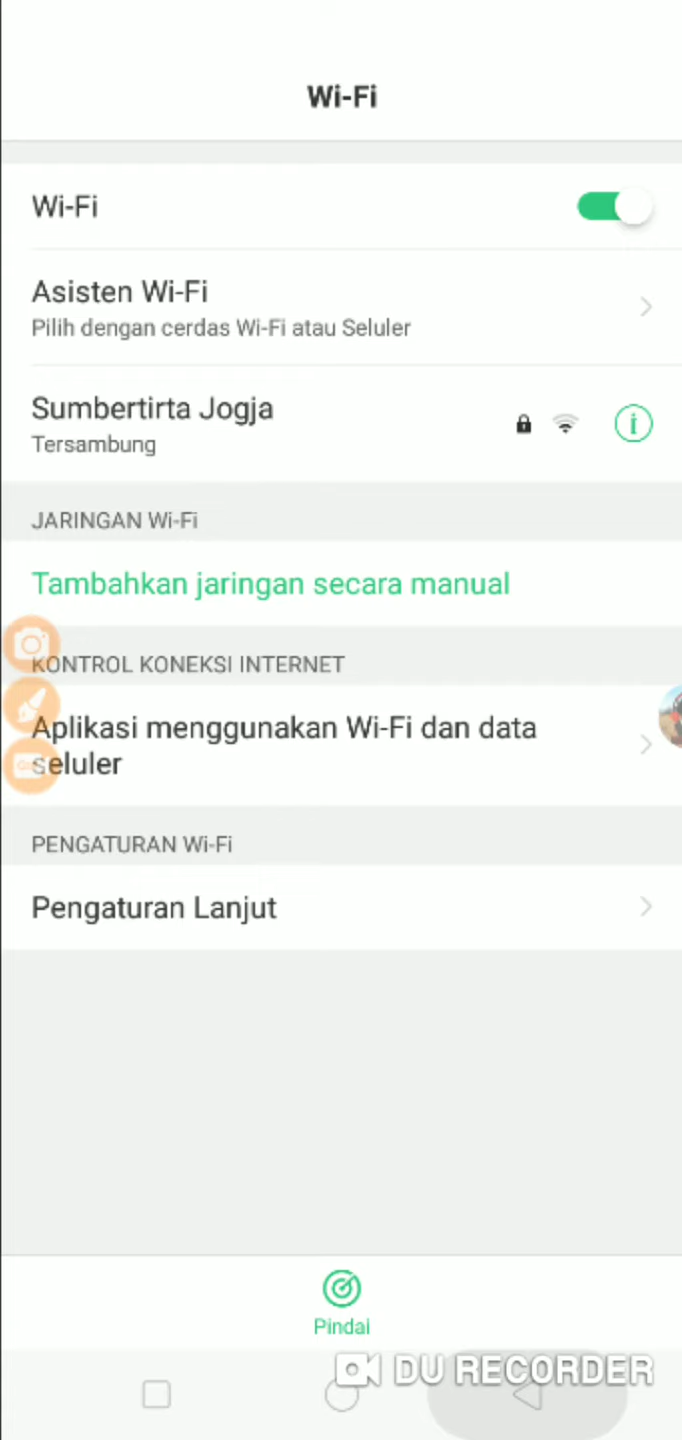 Wi-Fi
Wi-Fi
Asisten Wi-Fi
Pilih dengan cerdas Wi-Fi atau Seluler
Sumbertirta Jogja
Tersambung
JARINGAN Wi-Fi
Tambahkan jaringan secara manual
KONTROL KONEKSI INTERNET
Aplikasi menggunakan Wi-Fi dan data
seluler
PENGATURAN Wi-Fi
Pengaturan Lanjut
Pindai
DU RECORDER